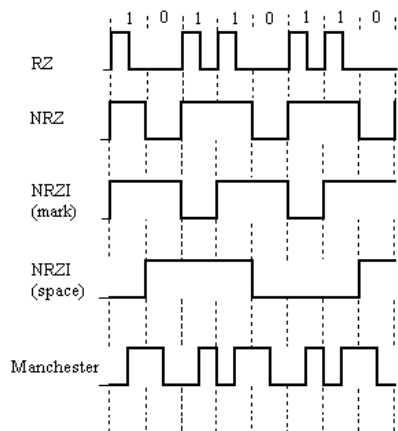 1 0 1 1 0 1 1 0
RZ
NRZ
NRZI
(mark)
NRZI
(space)
Manchester